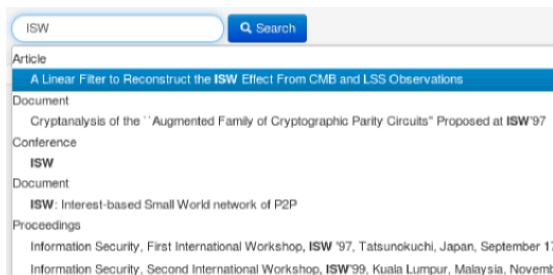 ISW
Search
Article
A Linear Filter to Reconstruct the ISW Effect From CMB and LSS Observations
Document
Cryptanalysis of the ``Augmented Family of Cryptographic Parity Circuits'' Proposed at ISW'97
Conference
ISW
Document
ISW: Interest-based Small World network of P2P
Proceedings
Information Security, First International Workshop, ISW '97, Tatsunokuchi, Japan, September 17
Information Security, Second International Workshop, ISW'99, Kuala Lumpur, Malaysia, Novemb